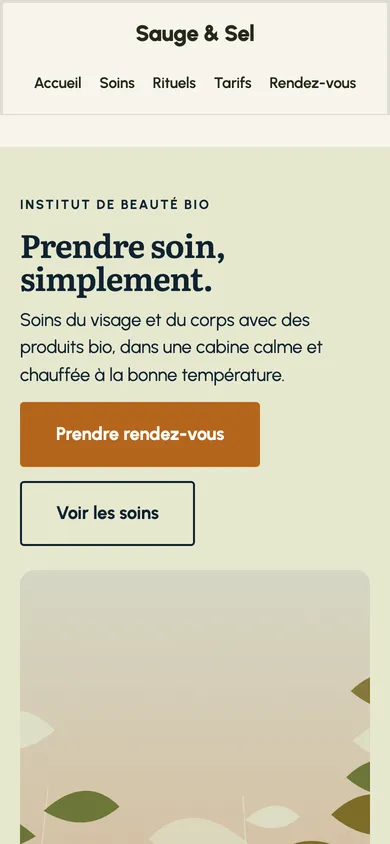 Sauge & Sel
Accueil Soins Rituels Tarifs Rendez-vous
INSTITUT DE BEAUTÉ BIO
Prendre soin,
simplement.
Soins du visage et du corps avec des
produits bio, dans une cabine calme et
chauffée à la bonne température.
Prendre rendez-vous
Voir les soins